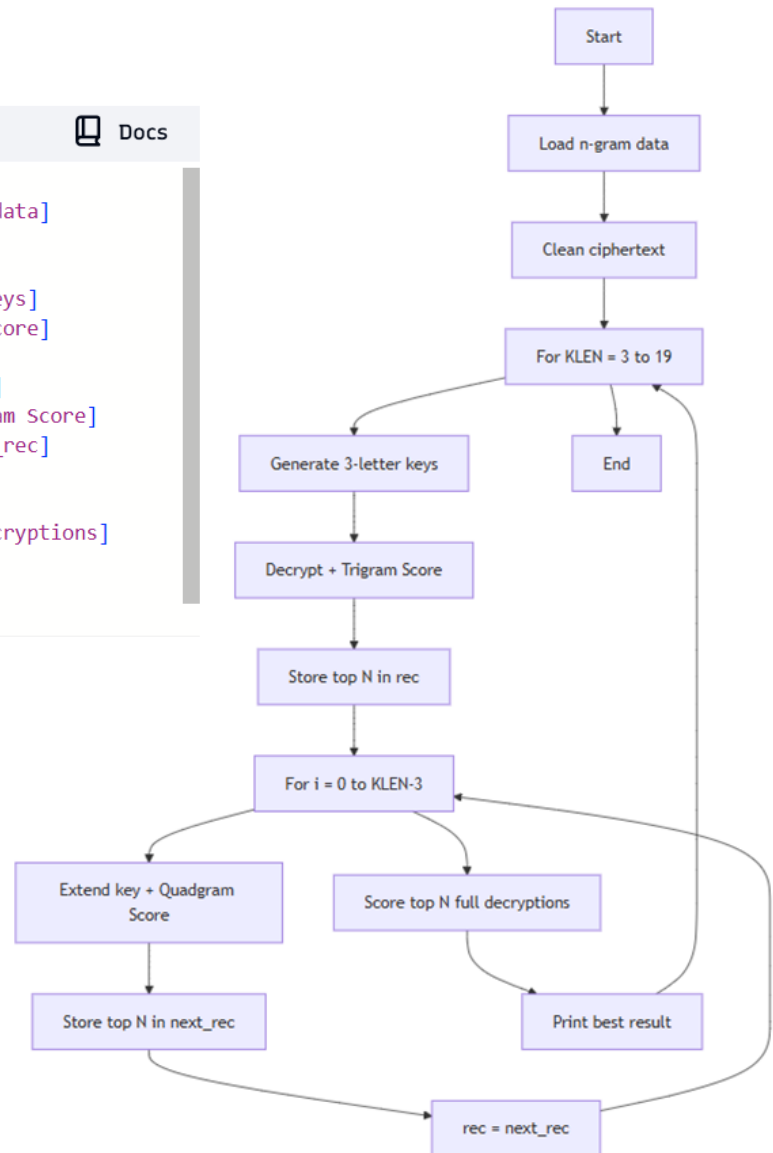 Docs
data]
eys]
core]
]
am Score]
_rec]
cryptions]
Start
Load n-gram data
Clean ciphertext
For KLEN = 3 to 19
Generate 3-letter keys
End
Decrypt + Trigram Score
Store top N in rec
For i = 0 to KLEN-3
Extend key + Quadgram
Score
Score top N full decryptions
Store top N in next_rec
Print best result
rec = next_rec